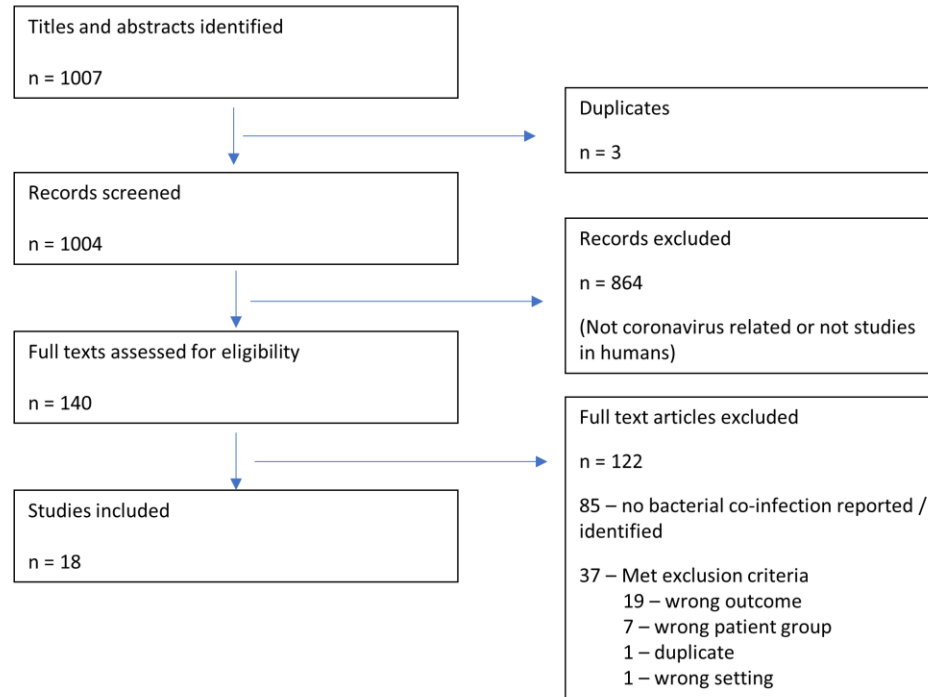 Titles and abstracts identified
n = 1007
Duplicates
n = 3
Records screened
n = 1004
Records excluded
n = 864
(Not coronavirus related or not studies
in humans)
Full texts assessed for eligibility
n = 140
Full text articles excluded
n = 122
85 – no bacterial co-infection reported /
identified
37 – Met exclusion criteria
19 – wrong outcome
7 – wrong patient group
1 – duplicate
1 – wrong setting
Studies included
n = 18